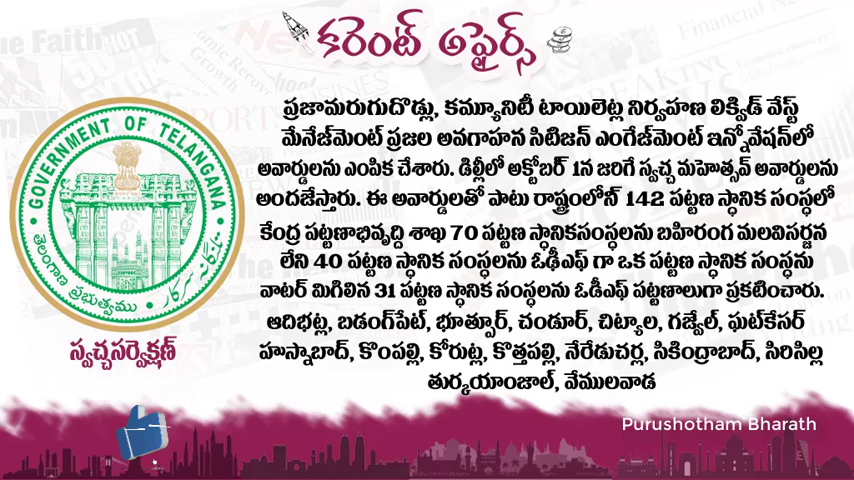 కరెంట్ అఫైర్స్
ప్రజామరుగుదొడ్లు, కమ్యూనిటీ టాయిలెట్ల నిర్వహణ లిక్విడ్ వేస్ట్
మేనేజ్‌మెంట్ ప్రజల అవగాహన సిటిజన్ ఎంగేజ్‌మెంట్ ఇన్నోవేషన్‌లో
అవార్డులను ఎంపిక చేశారు. ఢిల్లీలో అక్టోబర్ 1న జరిగే స్వచ్ఛ మహెత్సవ్ అవార్డులను
అందజేస్తారు. ఈ అవార్డులతో పాటు రాష్ట్రంలోన్ 142 పట్టణ స్థానిక సంస్థలో
కేంద్ర పట్టణాభివృద్ధి శాఖ 70 పట్టణ స్థానికసంస్థలను బహిరంగ మలవిసర్జన
లేని 40 పట్టణ స్థానిక సంస్థలను ఓడీఎఫ్ గా ఒక పట్టణ స్థానిక సంస్థను
వాటర్ మిగిలిన 31 పట్టణ స్థానిక సంస్థలను ఓడీఎఫ్ పట్టణాలుగా ప్రకటించారు.
ఆదిభట్ల, బడంగ్‌పేట్, భూత్పూర్, చండూర్, చిట్యాల, గజ్వేల్, ఘట్‌కేసర్
హుస్నాబాద్, కొంపల్లి, కోరుట్ల, కొత్తపల్లి, నేరేడుచర్ల, సికింద్రాబాద్, సిరిసిల్ల
తుర్కయాంజాల్, వేములవాడ
GOVERNMENT OF TELANGANA
తెలంగాణ ప్రభుత్వము
స్వచ్ఛసర్వెక్షణ్
Purushotham Bharath